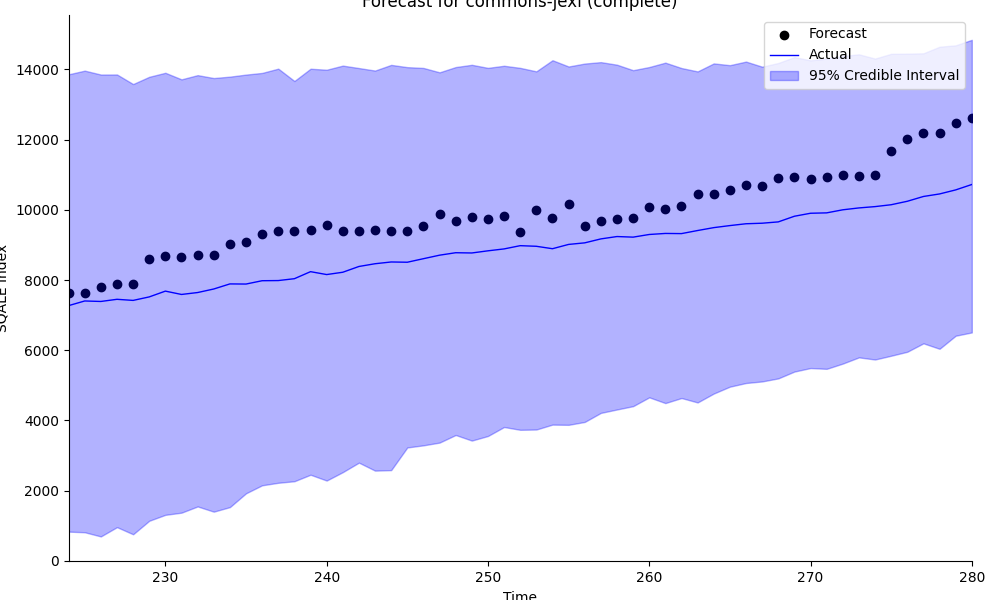 Forecast for commons-jexl (complete)
Forecast
Actual
95% Credible Interval
14000
12000
10000
8000
6000
4000
2000
0
SQALE Index
230
240
250
260
270
280
Time